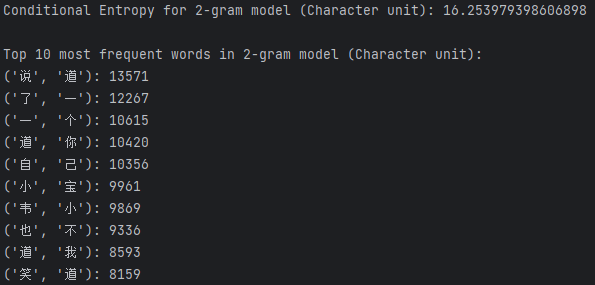 Conditional Entropy for 2-gram model (Character unit): 16.253979398606898
Top 10 most frequent words in 2-gram model (Character unit):
('说', '道'): 13571
('了', '一'): 12267
('一', '个'): 10615
('道', '你'): 10420
('自', '己'): 10356
('小', '宝'): 9961
('韦', '小'): 9869
('也', '不'): 9336
('道', '我'): 8593
('笑', '道'): 8159